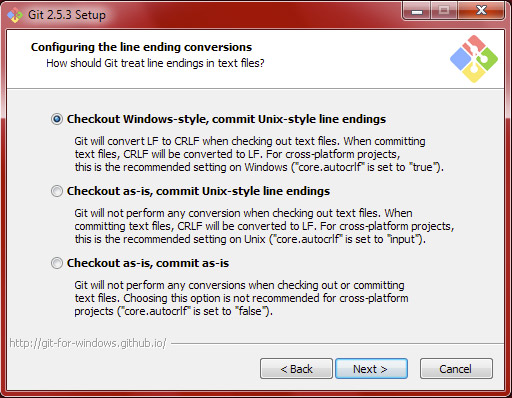 Git 2.5.3 Setup
Configuring the line ending conversions
How should Git treat line endings in text files?
Checkout Windows-style, commit Unix-style line endings
Git will convert LF to CRLF when checking out text files. When committing
text files, CRLF will be converted to LF. For cross-platform projects,
this is the recommended setting on Windows ("core.autocrlf" is set to "true").
Checkout as-is, commit Unix-style line endings
Git will not perform any conversion when checking out text files. When
committing text files, CRLF will be converted to LF. For cross-platform projects,
this is the recommended setting on Unix ("core.autocrlf" is set to "input").
Checkout as-is, commit as-is
Git will not perform any conversions when checking out or committing
text files. Choosing this option is not recommended for cross-platform
projects ("core.autocrlf" is set to "false").
http://git-for-windows.github.io/
< Back
Next >
Cancel